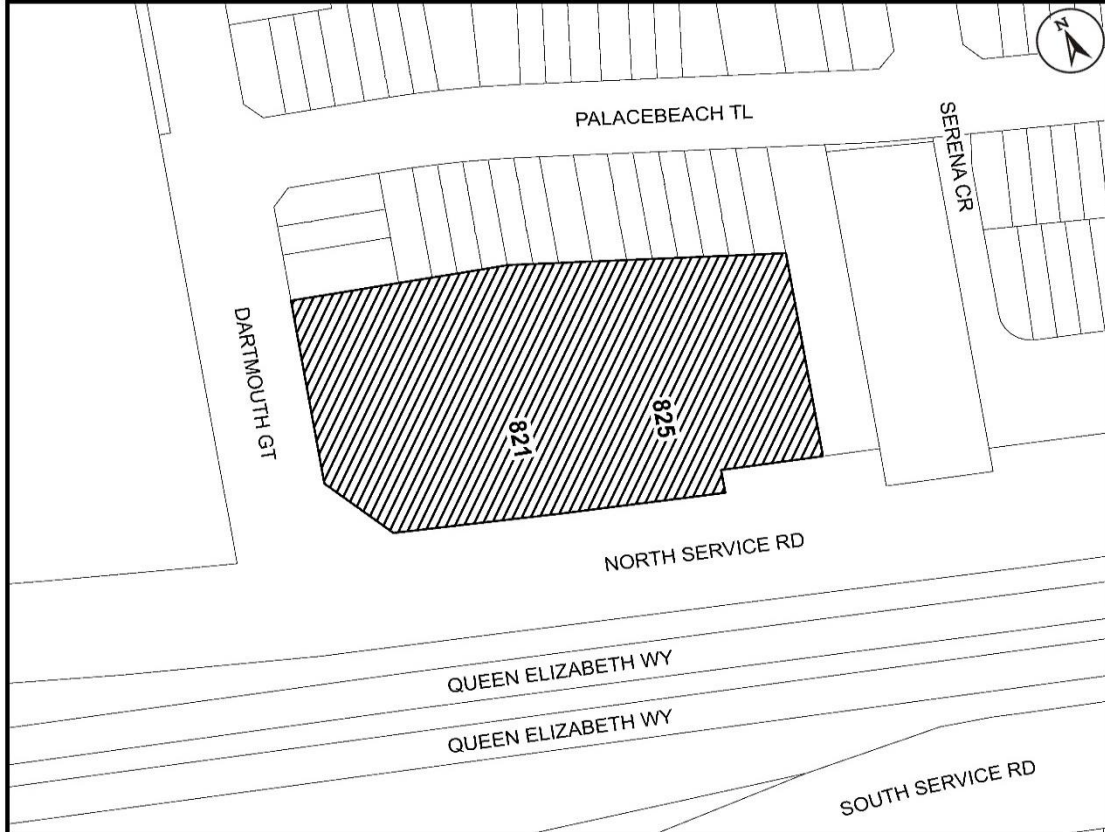 N
PALACEBEACH TL
SERENA CR
DARTMOUTH GT
821
825
NORTH SERVICE RD
QUEEN ELIZABETH WY
QUEEN ELIZABETH WY
SOUTH SERVICE RD